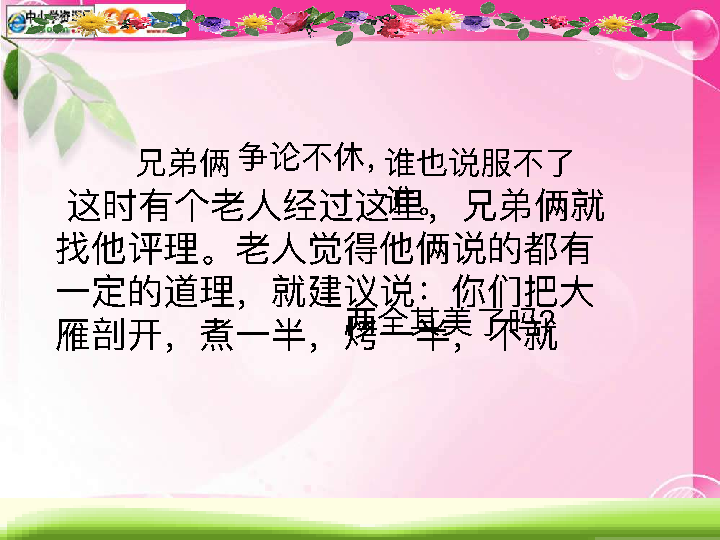 中小学资源
兄弟俩争论不休，谁也说服不了
谁。
这时有个老人经过这里，兄弟俩就
找他评理。老人觉得他俩说的都有
一定的道理，就建议说：你们把大
雁剖开，煮一半，烤一半，不就
两全其美了吗？